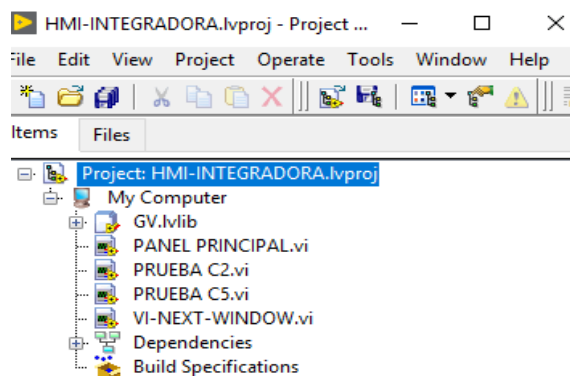 HMI-INTEGRADORA.lvproj - Project ...
File Edit View Project Operate Tools Window Help
Items Files
Project: HMI-INTEGRADORA.lvproj
My Computer
GV.lvlib
PANEL PRINCIPAL.vi
PRUEBA C2.vi
PRUEBA C5.vi
VI-NEXT-WINDOW.vi
Dependencies
Build Specifications